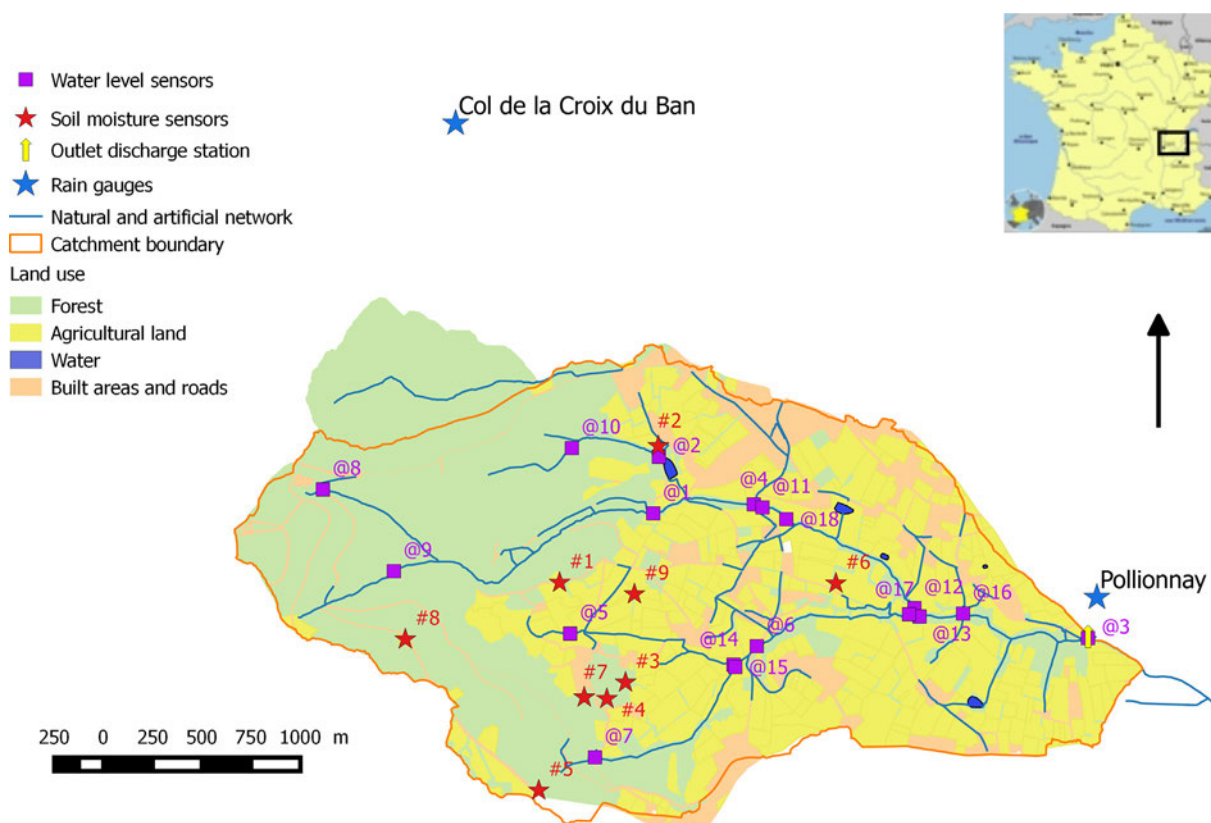 Water level sensors
Soil moisture sensors
Outlet discharge station
Rain gauges
Natural and artificial network
Catchment boundary
Land use
Forest
Agricultural land
Water
Built areas and roads
Col de la Croix du Ban
#2
@10
@2
@8
@4
@11
@1
@18
@9
#1
#9
#6
Pollionnay
@17
@12
@16
@5
@6
@3
#8
@14
@13
#3
@15
#7
#4
250 0 250 500 750 1000 m
@7
#5